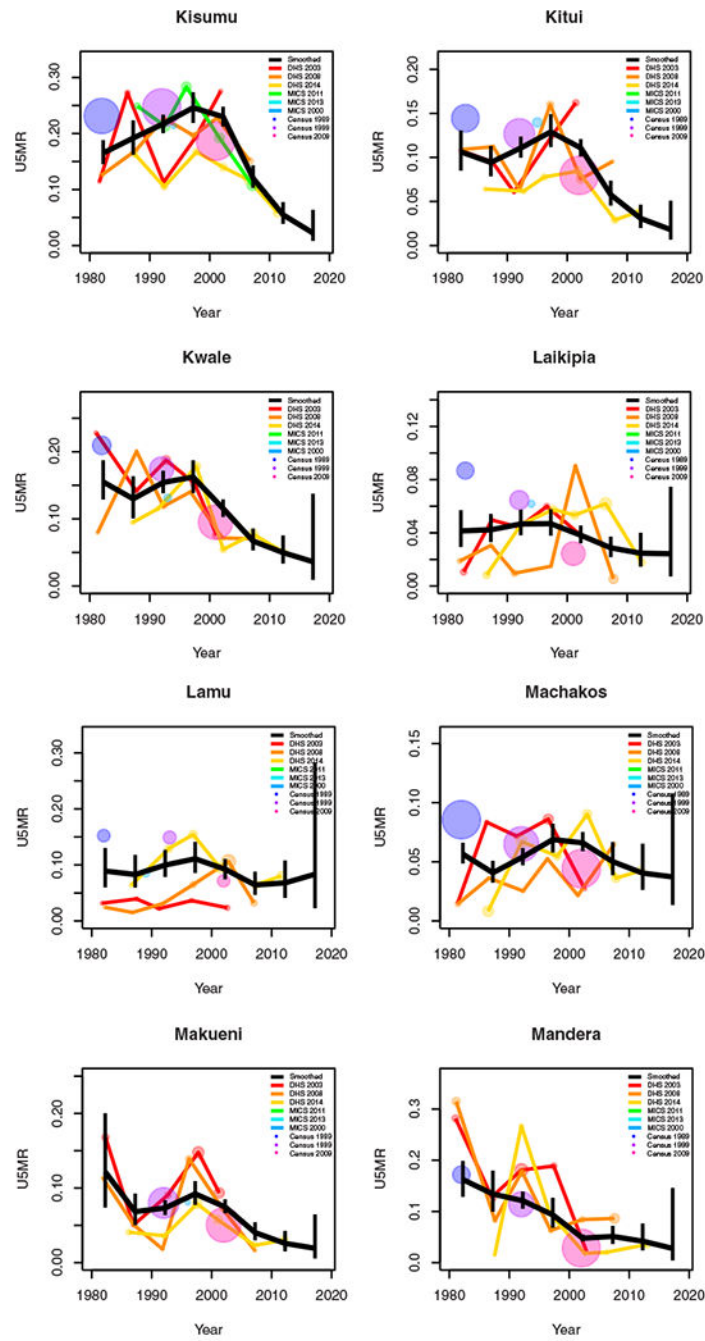 Kisumu
U5MR
0.30
0.20
0.10
0.00
Smoothed
DHS 2003
DHS 2008
DHS 2014
MICS 2011
MICS 2013
MICS 2000
Census 1989
Census 1999
Census 2009
1980 1990 2000 2010 2020
Year
Kitui
U5MR
0.20
0.15
0.10
0.05
0.00
Smoothed
DHS 2003
DHS 2008
DHS 2014
MICS 2011
MICS 2013
MICS 2000
Census 1989
Census 1999
Census 2009
1980 1990 2000 2010 2020
Year
Kwale
U5MR
0.20
0.10
0.00
Smoothed
DHS 2003
DHS 2008
DHS 2014
MICS 2011
MICS 2013
MICS 2000
Census 1989
Census 1999
Census 2009
1980 1990 2000 2010 2020
Year
Laikipia
U5MR
0.12
0.08
0.04
0.00
Smoothed
DHS 2003
DHS 2008
DHS 2014
MICS 2011
MICS 2013
MICS 2000
Census 1989
Census 1999
Census 2009
1980 1990 2000 2010 2020
Year
Lamu
U5MR
0.30
0.20
0.10
0.00
Smoothed
DHS 2003
DHS 2008
DHS 2014
MICS 2011
MICS 2013
MICS 2000
Census 1989
Census 1999
Census 2009
1980 1990 2000 2010 2020
Year
Machakos
U5MR
0.15
0.10
0.05
0.00
Smoothed
DHS 2003
DHS 2008
DHS 2014
MICS 2011
MICS 2013
MICS 2000
Census 1989
Census 1999
Census 2009
1980 1990 2000 2010 2020
Year
Makueni
U5MR
0.20
0.10
0.00
Smoothed
DHS 2003
DHS 2008
DHS 2014
MICS 2011
MICS 2013
MICS 2000
Census 1989
Census 1999
Census 2009
1980 1990 2000 2010 2020
Year
Mandera
U5MR
0.3
0.2
0.1
0.0
Smoothed
DHS 2003
DHS 2008
DHS 2014
MICS 2011
MICS 2013
MICS 2000
Census 1989
Census 1999
Census 2009
1980 1990 2000 2010 2020
Year